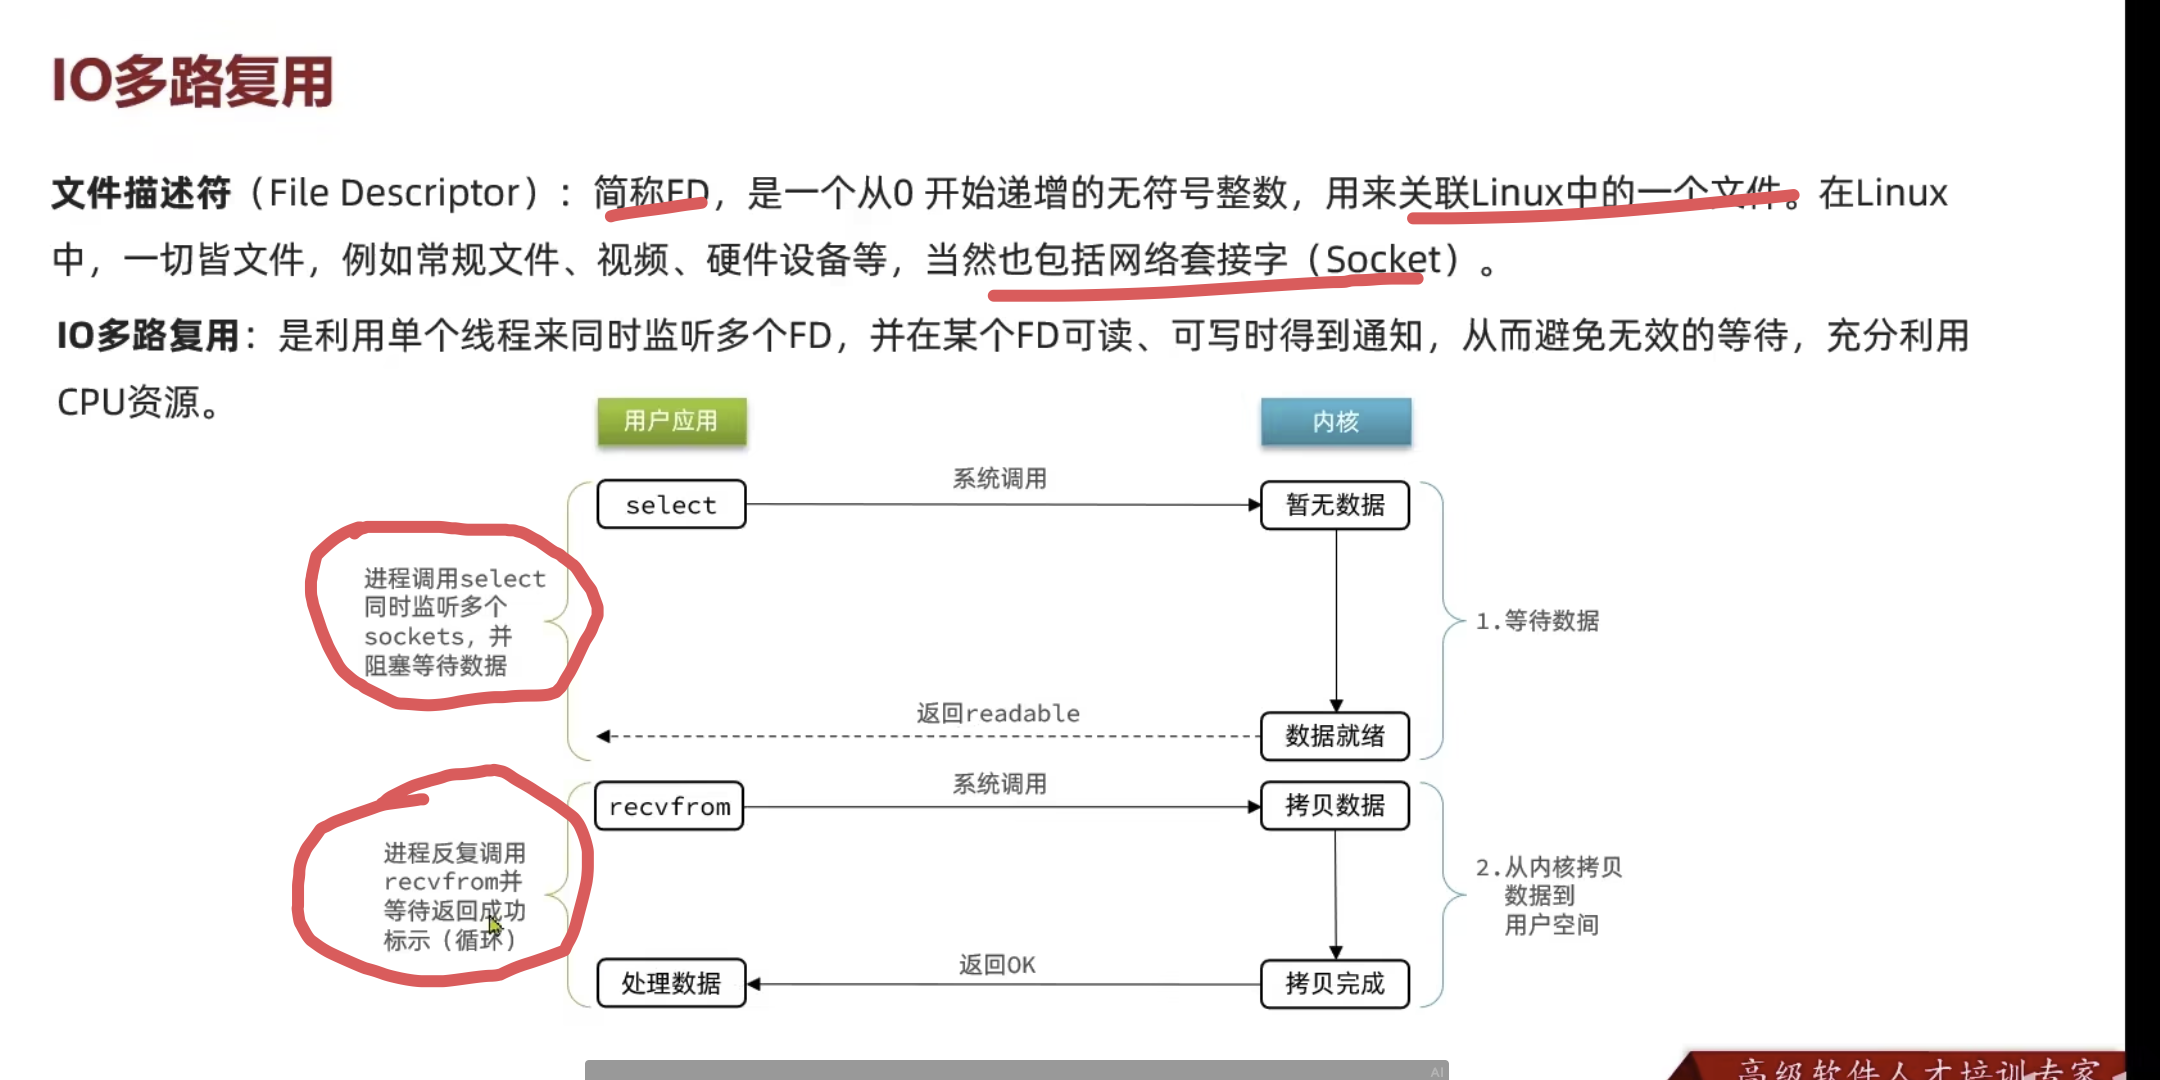 IO多路复用
文件描述符（File Descriptor）：简称FD，是一个从0 开始递增的无符号整数，用来关联Linux中的一个文件。在Linux
中，一切皆文件，例如常规文件、视频、硬件设备等，当然也包括网络套接字（Socket）。
IO多路复用：是利用单个线程来同时监听多个FD，并在某个FD可读、可写时得到通知，从而避免无效的等待，充分利用
CPU资源。
用户应用
内核
系统调用
select
暂无数据
进程调用select
同时监听多个
sockets，并
阻塞等待数据
1.等待数据
返回readable
数据就绪
系统调用
recvfrom
拷贝数据
进程反复调用
recvfrom并
等待返回成功
标示（循环）
2.从内核拷贝
数据到
用户空间
返回OK
处理数据
拷贝完成
AI
高级软件人才培训专家